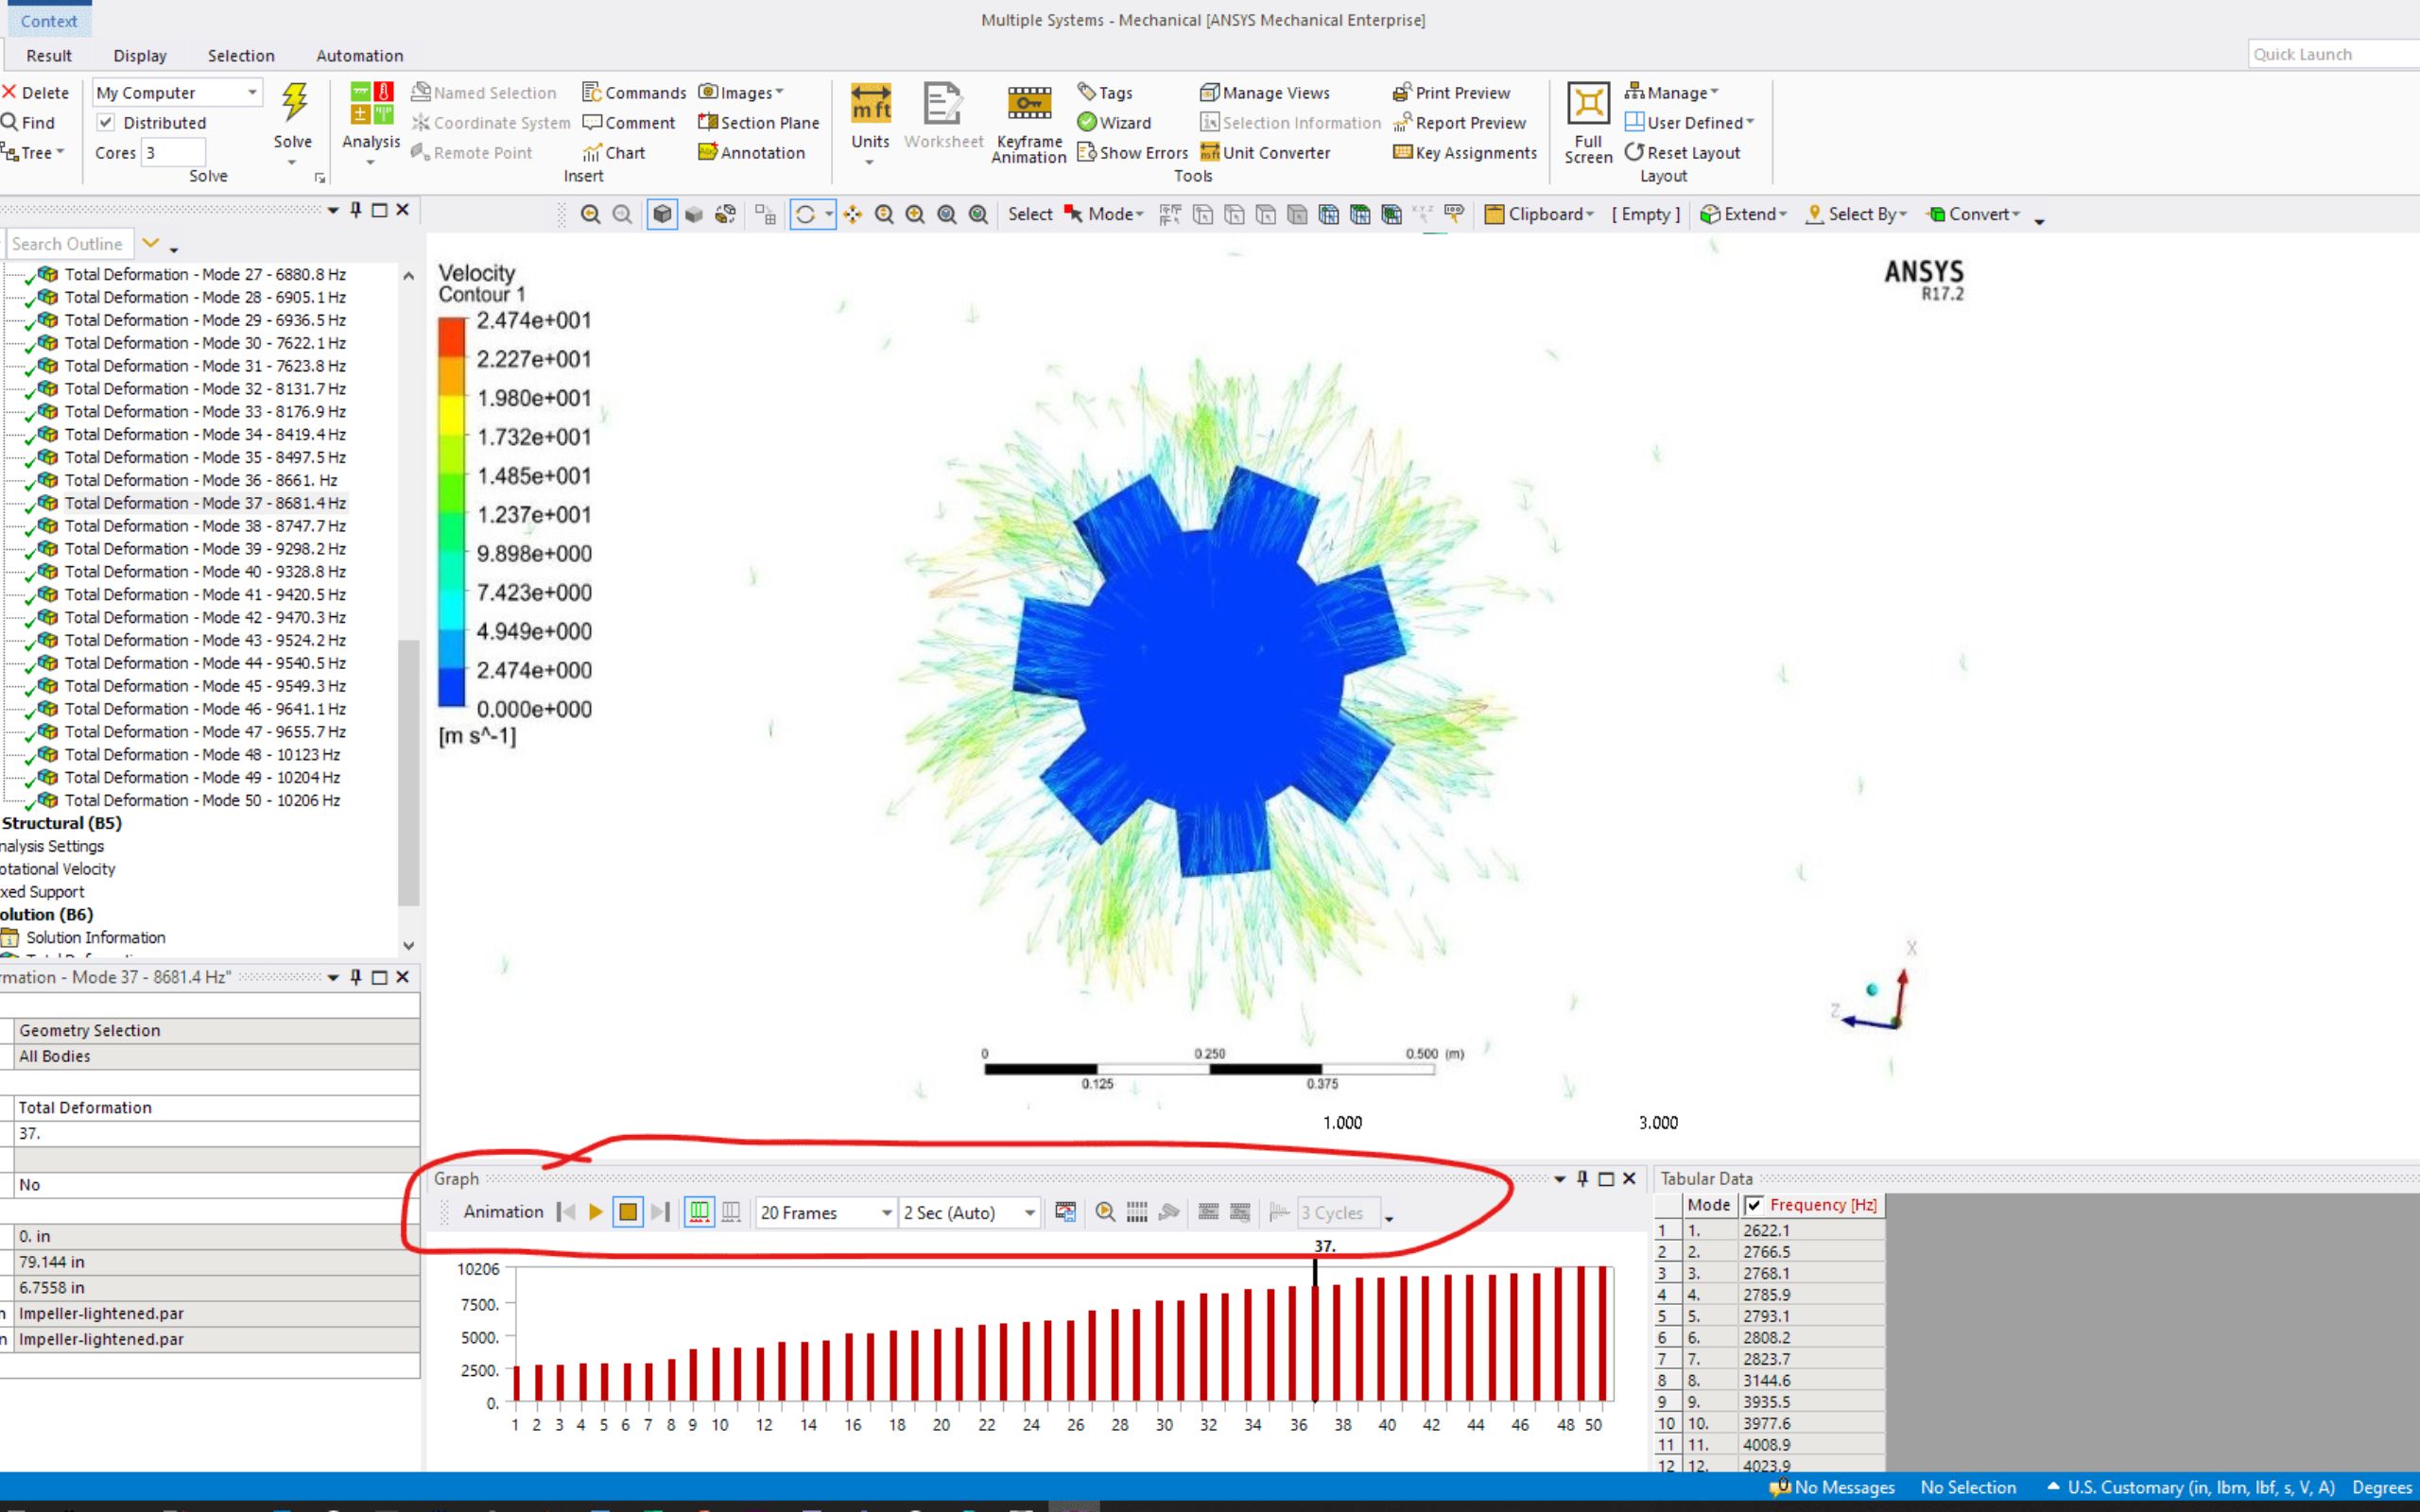 Context
Multiple Systems - Mechanical [ANSYS Mechanical Enterprise]
Result Display Selection Automation
Quick Launch
Delete My Computer Named Selection Commands Images Tags Manage Views Print Preview Manage
Find Distributed Coordinate System Comment Section Plane Wizard Selection Information Report Preview User Defined
Tree Cores 3 Solve Analysis Remote Point Chart Annotation Units Worksheet Keyframe Animation Show Errors Unit Converter Key Assignments Full Screen Reset Layout
Solve Insert Tools Layout
Select Mode Clipboard [ Empty ] Extend Select By Convert
Search Outline
Total Deformation - Mode 27 - 6880.8 Hz
Total Deformation - Mode 28 - 6905.1 Hz
Total Deformation - Mode 29 - 6936.5 Hz
Total Deformation - Mode 30 - 7622.1 Hz
Total Deformation - Mode 31 - 7623.8 Hz
Total Deformation - Mode 32 - 8131.7 Hz
Total Deformation - Mode 33 - 8176.9 Hz
Total Deformation - Mode 34 - 8419.4 Hz
Total Deformation - Mode 35 - 8497.5 Hz
Total Deformation - Mode 36 - 8661. Hz
Total Deformation - Mode 37 - 8681.4 Hz
Total Deformation - Mode 38 - 8747.7 Hz
Total Deformation - Mode 39 - 9298.2 Hz
Total Deformation - Mode 40 - 9328.8 Hz
Total Deformation - Mode 41 - 9420.5 Hz
Total Deformation - Mode 42 - 9470.3 Hz
Total Deformation - Mode 43 - 9524.2 Hz
Total Deformation - Mode 44 - 9540.5 Hz
Total Deformation - Mode 45 - 9549.3 Hz
Total Deformation - Mode 46 - 9641.1 Hz
Total Deformation - Mode 47 - 9655.7 Hz
Total Deformation - Mode 48 - 10123 Hz
Total Deformation - Mode 49 - 10204 Hz
Total Deformation - Mode 50 - 10206 Hz
Structural (B5)
nalysis Settings
otational Velocity
xed Support
olution (B6)
Solution Information
rmation - Mode 37 - 8681.4 Hz"
Geometry Selection
All Bodies
Total Deformation
37.
No
0. in
79.144 in
6.7558 in
n Impeller-lightened.par
n Impeller-lightened.par
Velocity
Contour 1
2.474e+001
2.227e+001
1.980e+001
1.732e+001
1.485e+001
1.237e+001
9.898e+000
7.423e+000
4.949e+000
2.474e+000
0.000e+000
[m s^-1]
ANSYS
R17.2
X
Z
0 0.250 0.500 (m)
0.125 0.375
1.000 3.000
Graph
Animation 20 Frames 2 Sec (Auto) 3 Cycles
37.
10206
7500.
5000.
2500.
0.
1 2 3 4 5 6 7 8 9 10 12 14 16 18 20 22 24 26 28 30 32 34 36 38 40 42 44 46 48 50
Tabular Data
Mode Frequency [Hz]
1 1. 2622.1
2 2. 2766.5
3 3. 2768.1
4 4. 2785.9
5 5. 2793.1
6 6. 2808.2
7 7. 2823.7
8 8. 3144.6
9 9. 3935.5
10 10. 3977.6
11 11. 4008.9
12 12. 4023.9
No Messages No Selection U.S. Customary (in, lbm, lbf, s, V, A) Degrees